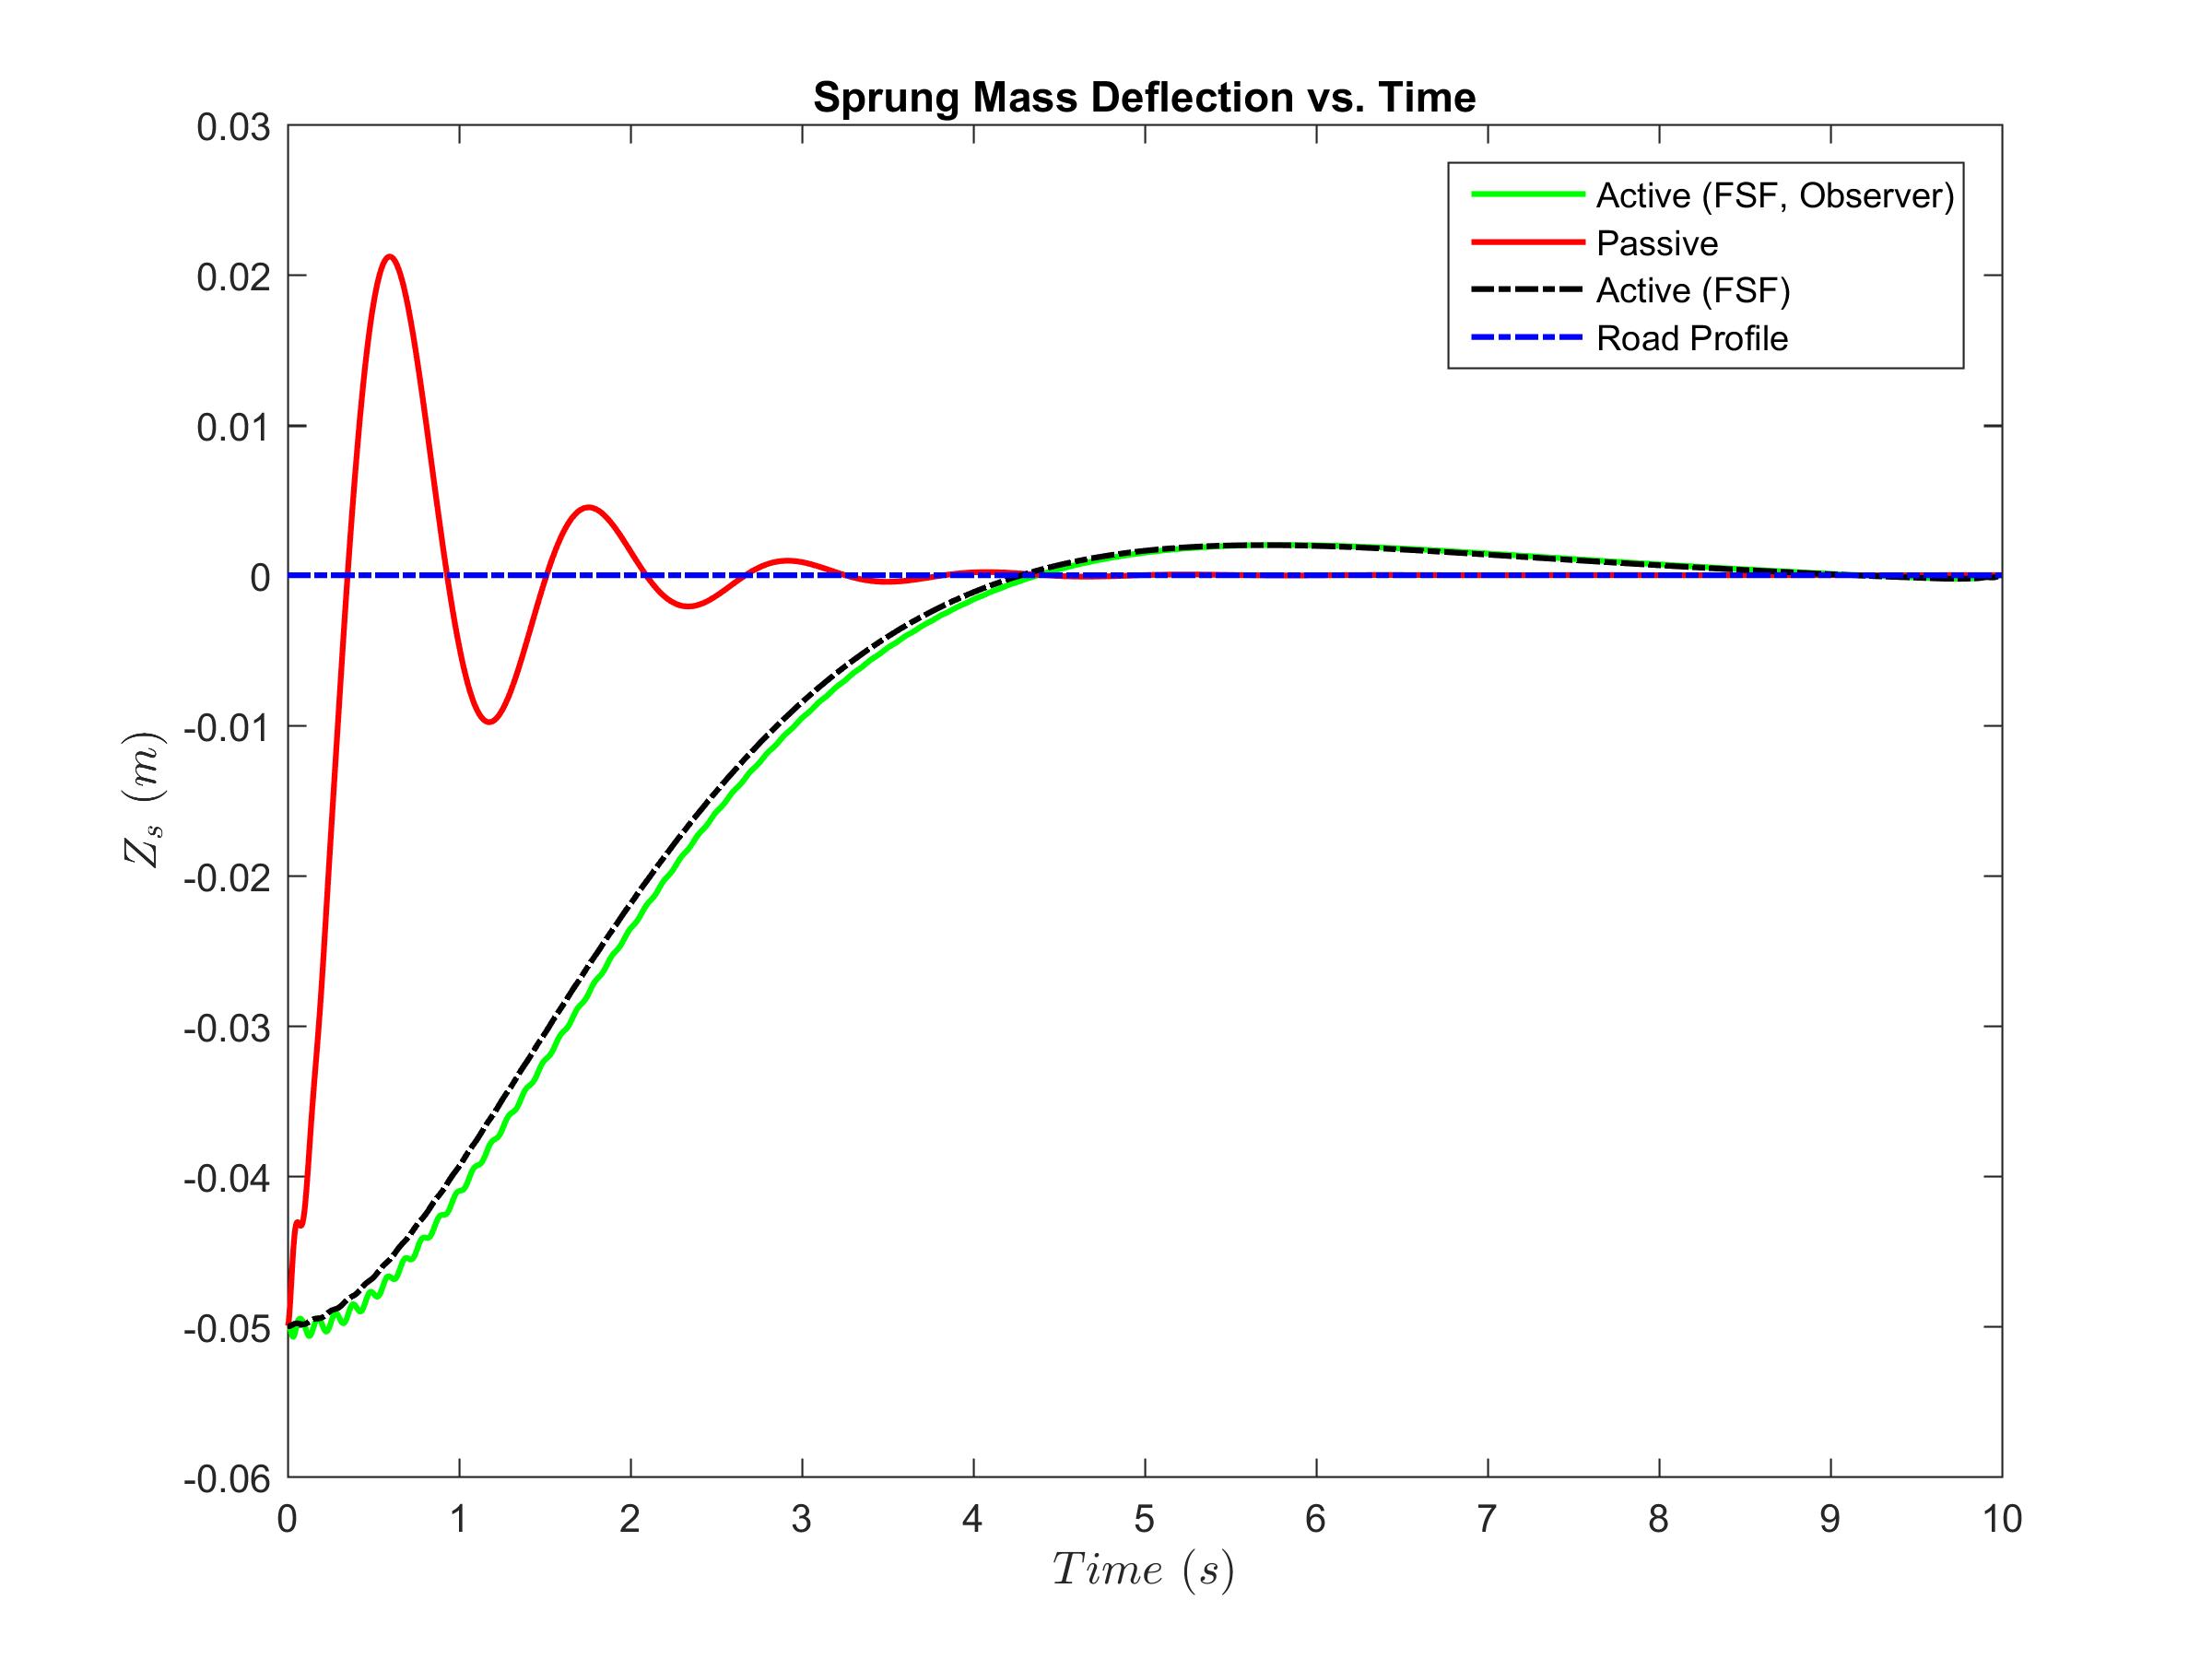 Sprung Mass Deflection vs. Time
0.03
0.02
0.01
0
-0.01
-0.02
-0.03
-0.04
-0.05
-0.06
Z_s (m)
Active (FSF, Observer)
Passive
Active (FSF)
Road Profile
0 1 2 3 4 5 6 7 8 9 10
Time (s)